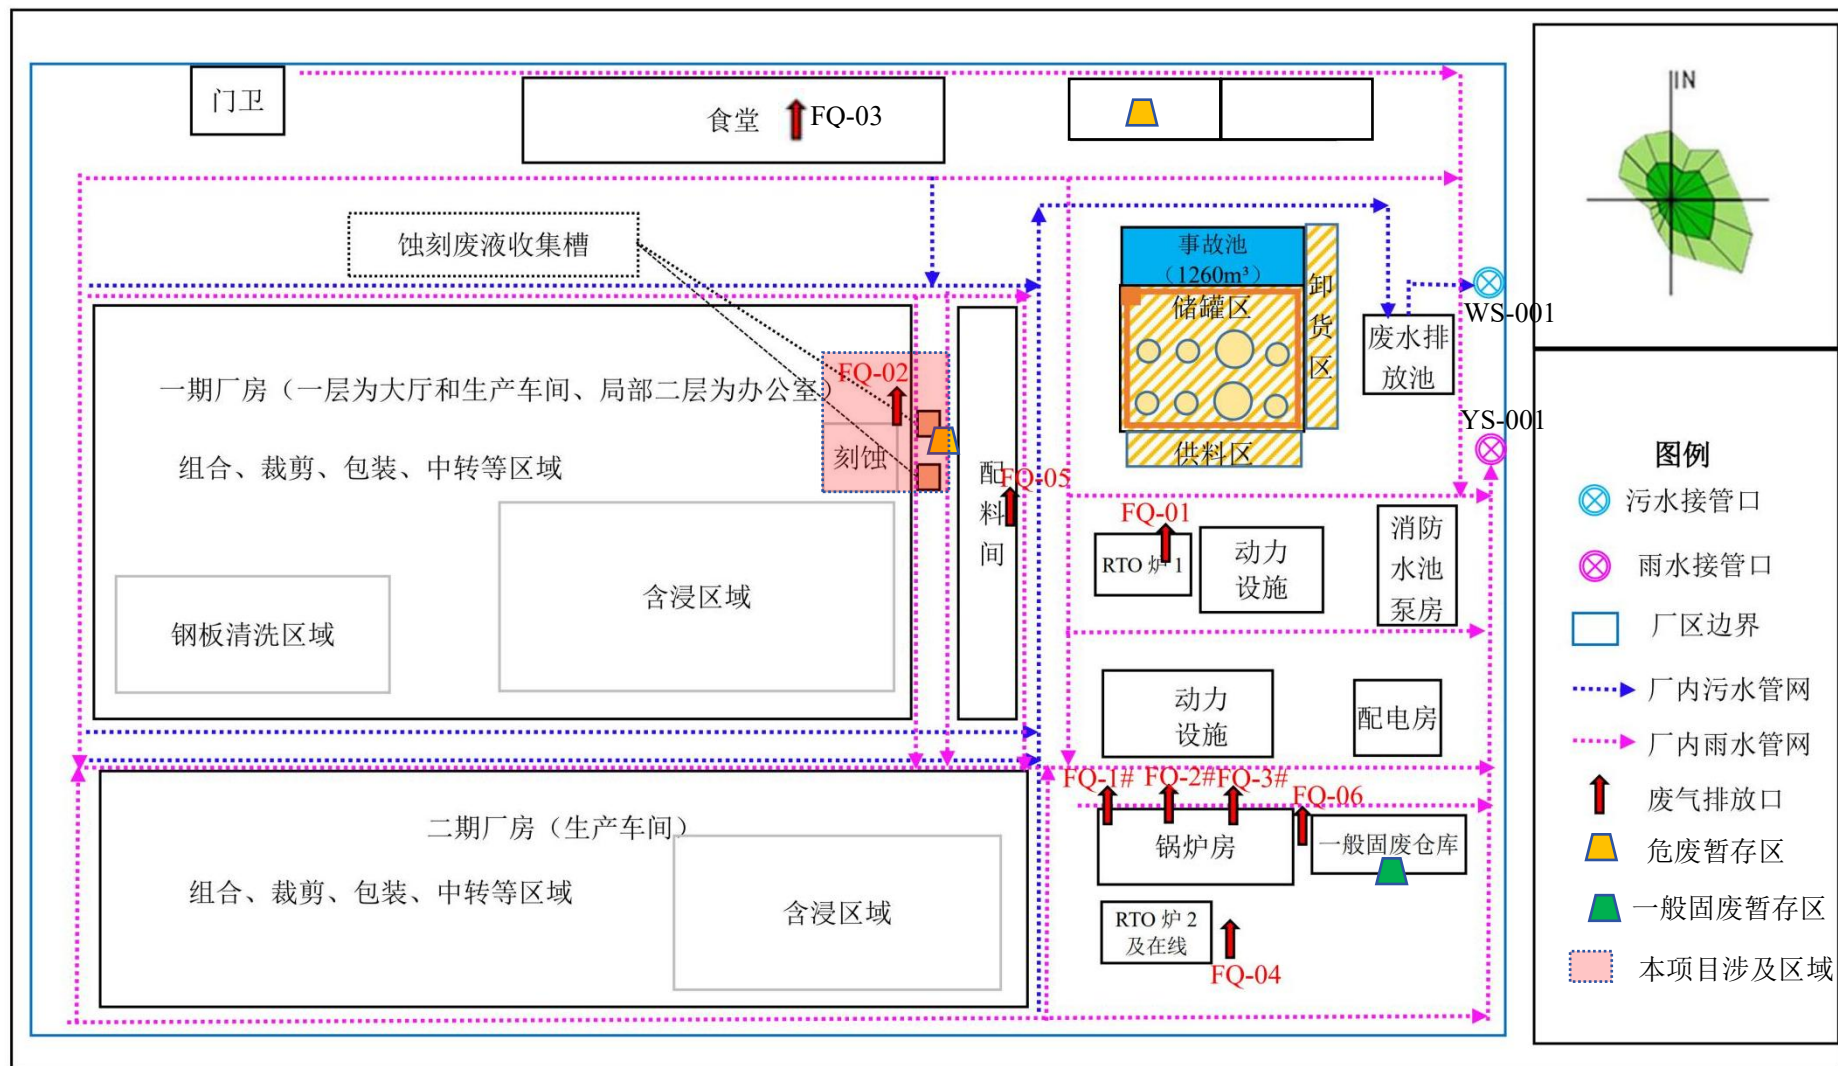 门卫
食堂
FQ-03
IN
蚀刻废液收集槽
事故池
（1260m³）
储罐区
卸
货
区
供料区
WS-001
废水排
放池
YS-001
FQ-02
一期厂房（一层为大厅和生产车间、局部二层为办公室）
刻蚀
组合、裁剪、包装、中转等区域
配
料
间
FQ-05
FQ-01
RTO 炉 1
动力
设施
消防
水池
泵房
含浸区域
钢板清洗区域
动力
设施
配电房
FQ-1#
FQ-2#
FQ-3#
FQ-06
锅炉房
一般固废仓库
二期厂房（生产车间）
组合、裁剪、包装、中转等区域
含浸区域
RTO 炉 2
及在线
FQ-04
图例
污水接管口
雨水接管口
厂区边界
厂内污水管网
厂内雨水管网
废气排放口
危废暂存区
一般固废暂存区
本项目涉及区域